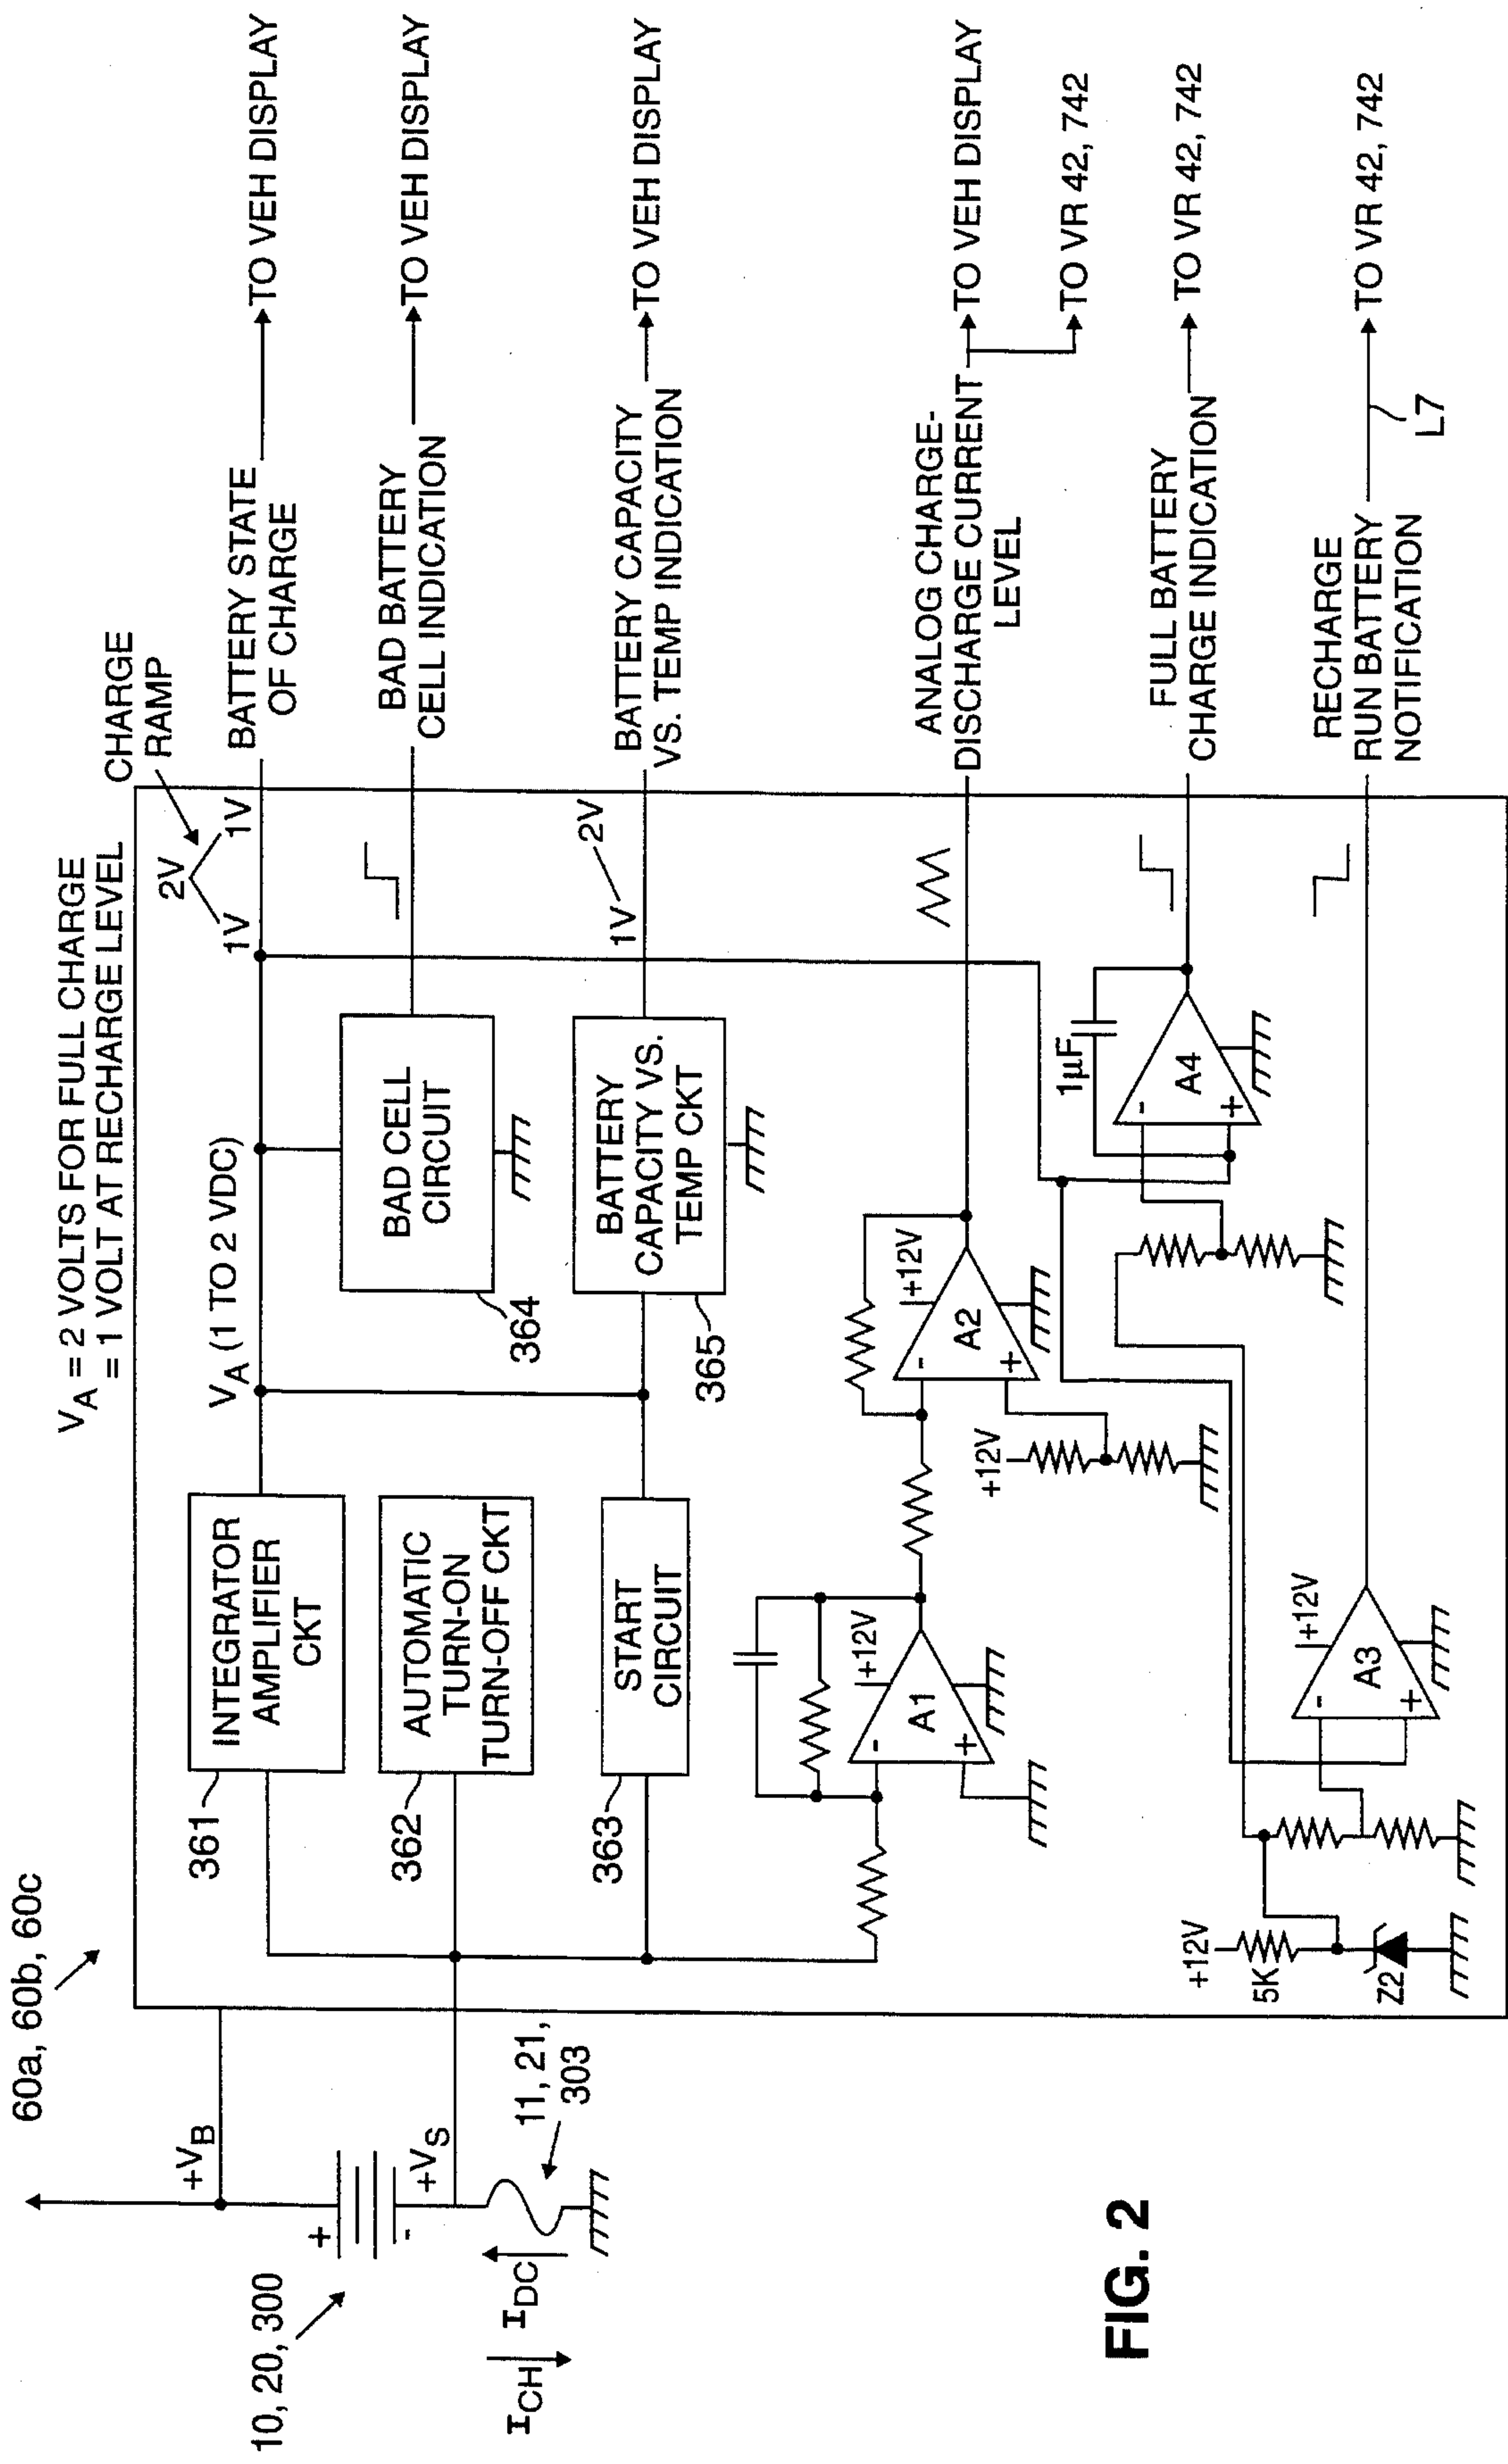 60a, 60b, 60c
V_A = 2 VOLTS FOR FULL CHARGE
= 1 VOLT AT RECHARGE LEVEL
CHARGE
RAMP
2V
1V
1V
V_A (1 TO 2 VDC)
BATTERY STATE
OF CHARGE
TO VEH DISPLAY
+V_B
361
INTEGRATOR
AMPLIFIER
CKT
BAD CELL
CIRCUIT
364
BAD BATTERY
CELL INDICATION
TO VEH DISPLAY
10, 20, 300
+
-
+V_S
362
AUTOMATIC
TURN-ON
TURN-OFF CKT
I_CH
I_DC
11, 21,
303
363
START
CIRCUIT
BATTERY
CAPACITY VS.
TEMP CKT
365
1V
2V
BATTERY CAPACITY
VS. TEMP INDICATION
TO VEH DISPLAY
+12V
-
A1
+
+12V
-
A2
+
+12V
ANALOG CHARGE-
DISCHARGE CURRENT
LEVEL
TO VEH DISPLAY
TO VR 42, 742
1µF
-
A4
+
FULL BATTERY
CHARGE INDICATION
TO VR 42, 742
+12V
5K
Z2
+12V
-
A3
+
RECHARGE
RUN BATTERY
NOTIFICATION
L7
TO VR 42, 742
FIG. 2